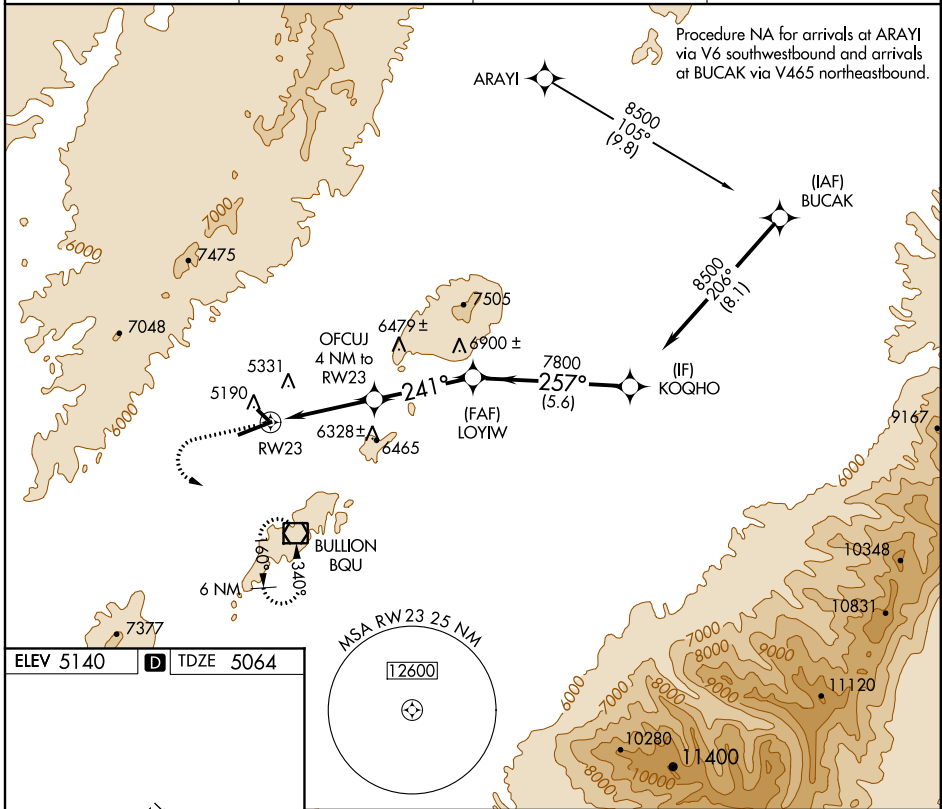 Procedure NA for arrivals at ARAYI
via V6 southwestbound and arrivals
at BUCAK via V465 northeastbound.
ARAYI
8500
105°
(9.8)
(IAF)
BUCAK
8500
206°
(8.1)
7000
6000
7475
7048
6000
7505
6479 ±
6900 ±
OFCUJ
4 NM to
RW23
5331
5190
241°
7800
257°
(5.6)
(IF)
KOQHO
(FAF)
LOYIW
RW23
6328 ±
6465
9167
6000
BULLION
BQU
160°
340°
6 NM
10348
10831
7377
MSA RW23 25 NM
12600
7000
8000
9000
9000
8000
7000
6000
11120
10280
11400
10000
8000
ELEV 5140
D
TDZE 5064